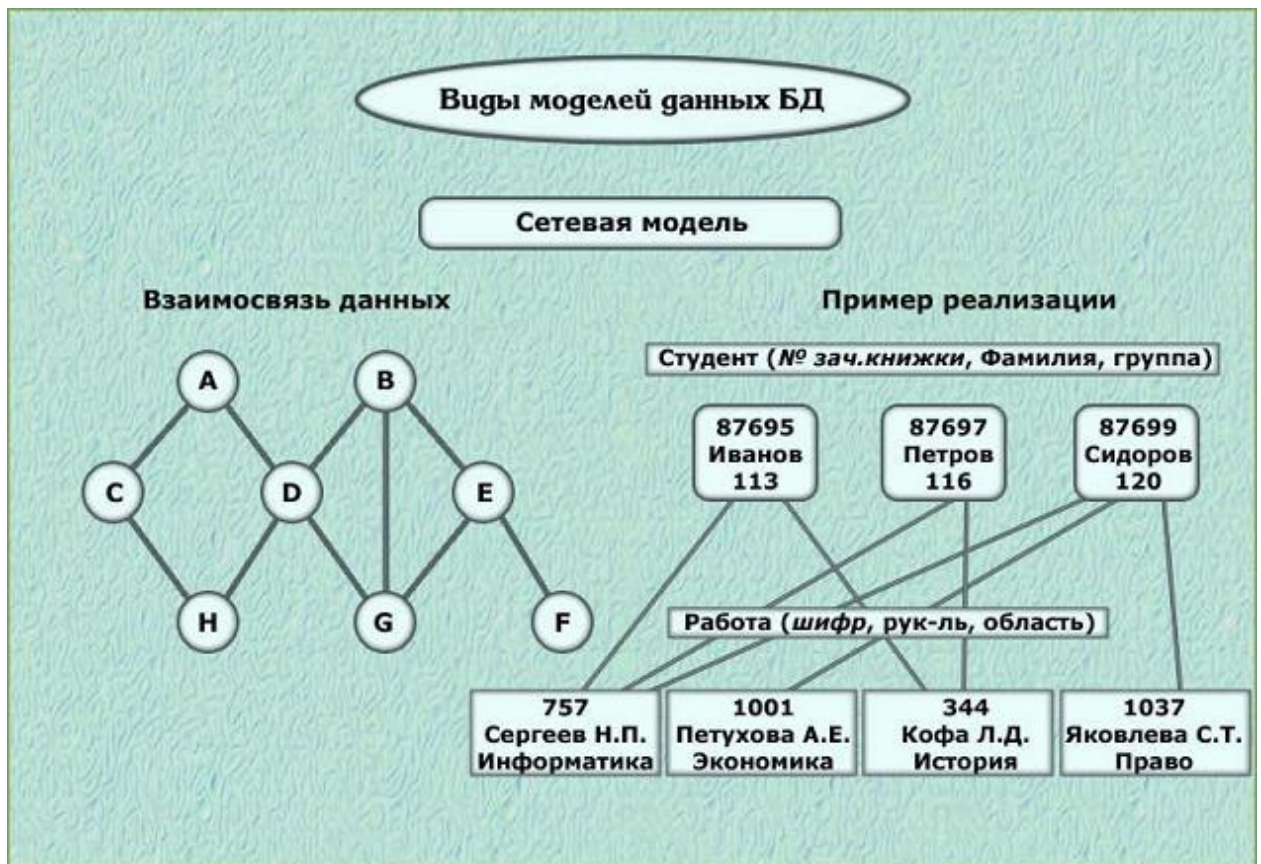 Виды моделей данных БД
Сетевая модель
Взаимосвязь данных
A
B
C
D
E
H
G
F
Пример реализации
Студент (№ зач.книжки, Фамилия, группа)
87695
Иванов
113
87697
Петров
116
87699
Сидоров
120
Работа (шифр, рук-ль, область)
757
Сергеев Н.П.
Информатика
1001
Петухова А.Е.
Экономика
344
Кофа Л.Д.
История
1037
Яковлева С.Т.
Право